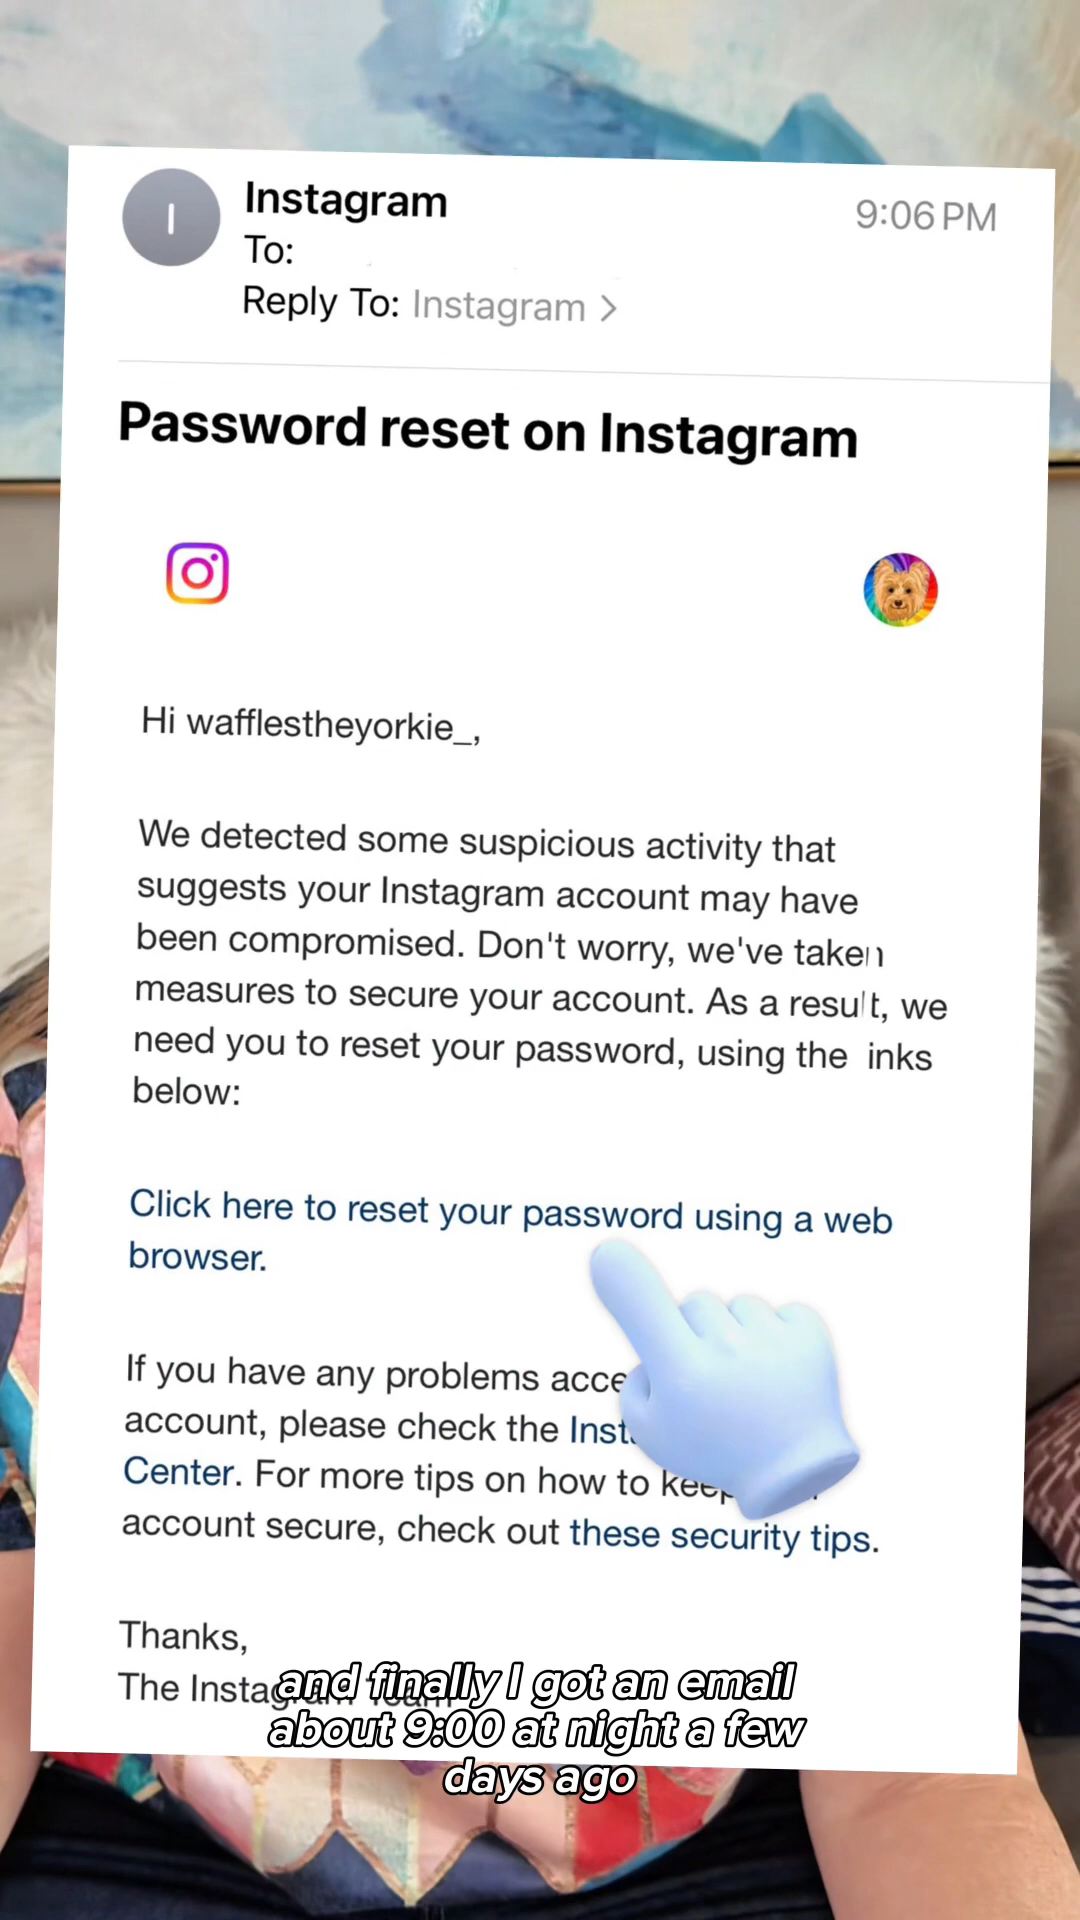 I
Instagram
9:06 PM
To:
Reply To: Instagram >
Password reset on Instagram
Hi wafflestheyorkie_,
We detected some suspicious activity that
suggests your Instagram account may have
been compromised. Don't worry, we've taken
measures to secure your account. As a result, we
need you to reset your password, using the inks
below:
Click here to reset your password using a web
browser.
If you have any problems
account, please check the
Center. For more tips on how to
account secure, check out these security tips.
Thanks,
The
and finally I got an email
about 9:00 at night a few
days ago